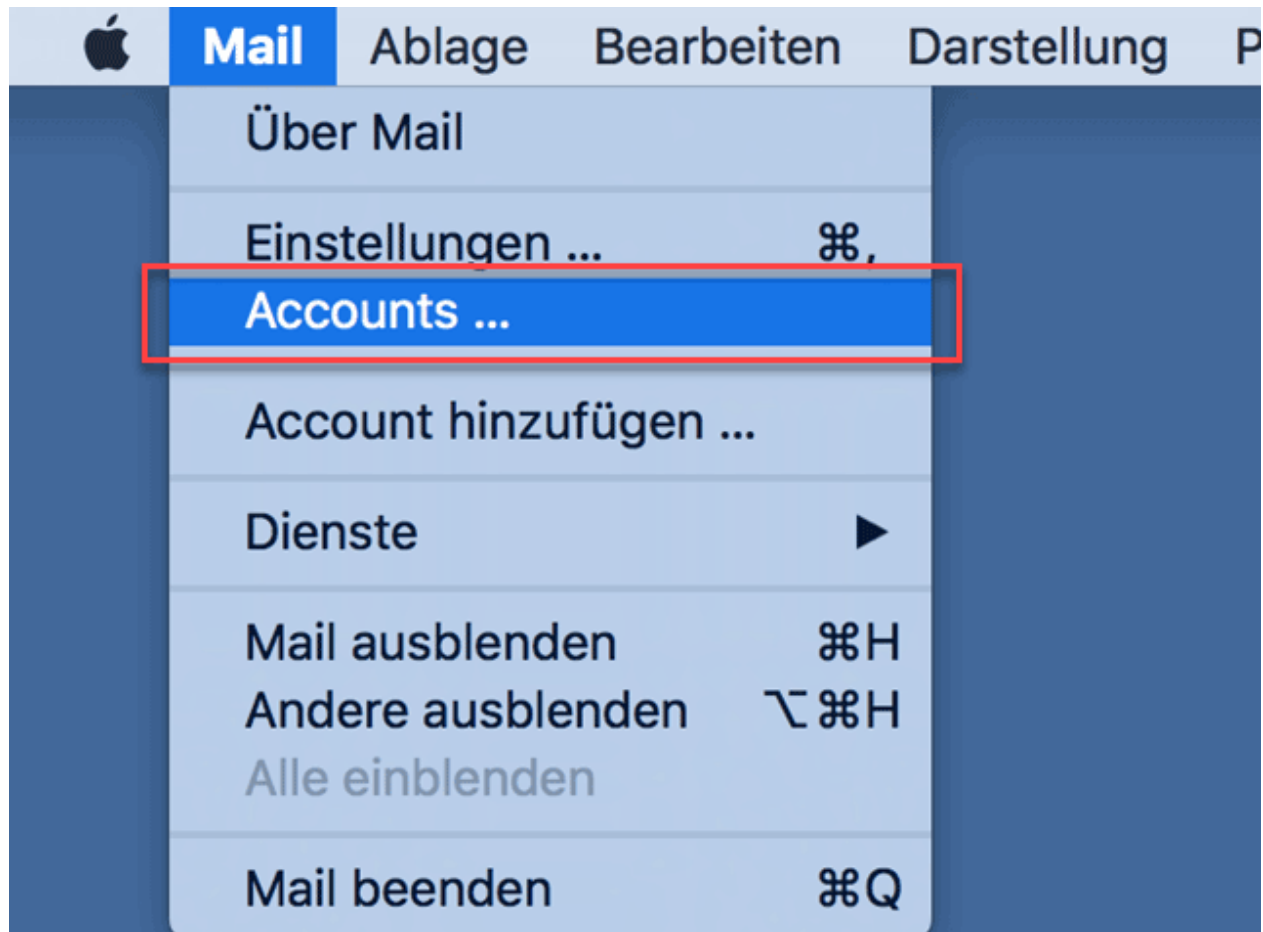 Mail Ablage Bearbeiten Darstellung P
Über Mail
Einstellungen ... ⌘,
Accounts ...
Account hinzufügen ...
Dienste ▶
Mail ausblenden ⌘H
Andere ausblenden ⌥⌘H
Alle einblenden
Mail beenden ⌘Q